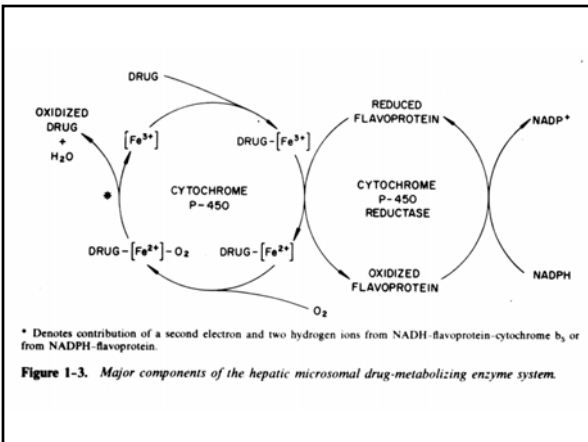 DRUG
OXIDIZED
DRUG
+
H₂O
[Fe³⁺]
DRUG-[Fe³⁺]
REDUCED
FLAVOPROTEIN
NADP⁺
*
CYTOCHROME
P-450
CYTOCHROME
P-450
REDUCTASE
DRUG-[Fe²⁺]-O₂
DRUG-[Fe²⁺]
OXIDIZED
FLAVOPROTEIN
NADPH
O₂
* Denotes contribution of a second electron and two hydrogen ions from NADH-flavoprotein-cytochrome b₅ or
from NADPH-flavoprotein.
Figure 1-3. Major components of the hepatic microsomal drug-metabolizing enzyme system.